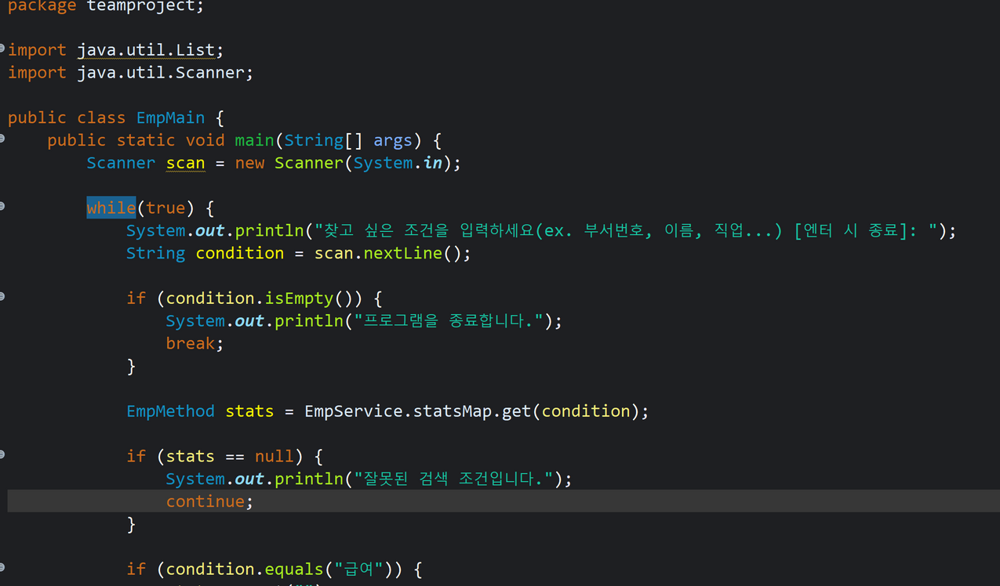 package teamproject;
import java.util.List;
import java.util.Scanner;
public class EmpMain {
public static void main(String[] args) {
Scanner scan = new Scanner(System.in);
while(true) {
System.out.println("찾고 싶은 조건을 입력하세요(ex. 부서번호, 이름, 직업...) [엔터 시 종료]: ");
String condition = scan.nextLine();
if (condition.isEmpty()) {
System.out.println("프로그램을 종료합니다.");
break;
}
EmpMethod stats = EmpService.statsMap.get(condition);
if (stats == null) {
System.out.println("잘못된 검색 조건입니다.");
continue;
}
if (condition.equals("급여")) {